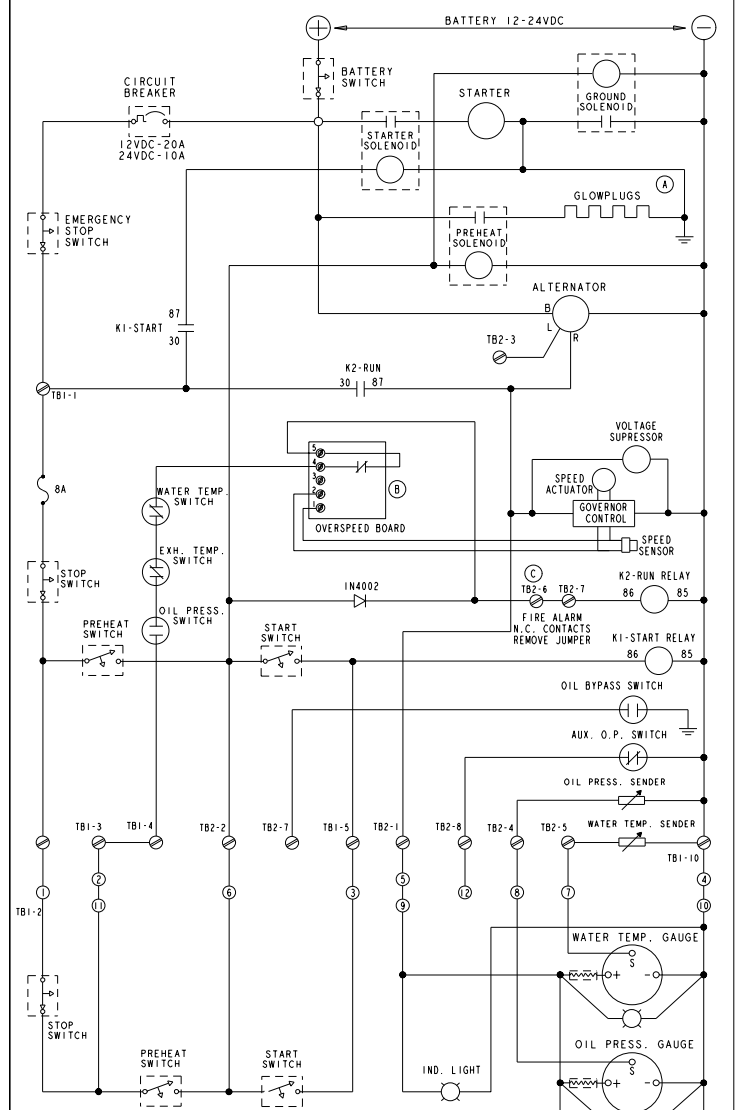 BATTERY 12-24VDC
+
-
BATTERY
SWITCH
CIRCUIT
BREAKER
12VDC-20A
24VDC-10A
STARTER
GROUND
SOLENOID
STARTER
SOLENOID
A
GLOWPLUGS
EMERGENCY
STOP
SWITCH
PREHEAT
SOLENOID
ALTERNATOR
B
L
R
TB2-3
87
K1-START
30
K2-RUN
30
87
TB1-1
VOLTAGE
SUPRESSOR
5
4
3
2
1
B
OVERSPEED BOARD
SPEED
ACTUATOR
GOVERNOR
CONTROL
SPEED
SENSOR
8A
WATER TEMP.
SWITCH
EXH. TEMP.
SWITCH
STOP
SWITCH
OIL PRESS.
SWITCH
IN4002
C
TB2-6
TB2-7
FIRE ALARM
N.C. CONTACTS
REMOVE JUMPER
K2-RUN RELAY
86
85
PREHEAT
SWITCH
START
SWITCH
K1-START RELAY
86
85
OIL BYPASS SWITCH
AUX. O.P. SWITCH
OIL PRESS. SENDER
WATER TEMP. SENDER
TB1-3
TB1-4
TB2-2
TB2-7
TB1-5
TB2-1
TB2-8
TB2-4
TB2-5
TB1-10
1
2
11
6
3
5
9
12
8
7
4
10
TB1-2
WATER TEMP. GAUGE
S
+
-
STOP
SWITCH
OIL PRESS. GAUGE
S
+
-
PREHEAT
SWITCH
START
SWITCH
IND. LIGHT